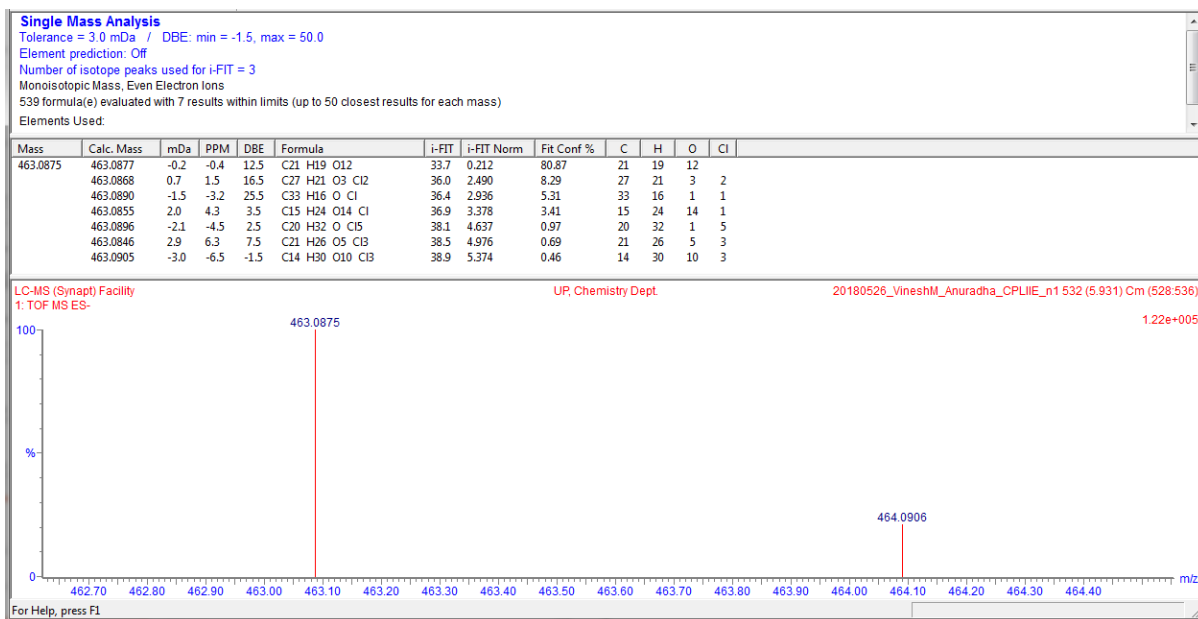 Single Mass Analysis
Tolerance = 3.0 mDa / DBE: min = -1.5, max = 50.0
Element prediction: Off
Number of isotope peaks used for i-FIT = 3
Monoisotopic Mass, Even Electron Ions
539 formula(e) evaluated with 7 results within limits (up to 50 closest results for each mass)
Elements Used:
Mass Calc. Mass mDa PPM DBE Formula i-FIT i-FIT Norm Fit Conf % C H O Cl
463.0875 463.0877 -0.2 -0.4 12.5 C21 H19 O12 33.7 0.212 80.87 21 19 12
463.0868 0.7 1.5 16.5 C27 H21 O3 Cl2 36.0 2.490 8.29 27 21 3 2
463.0890 -1.5 -3.2 25.5 C33 H16 O Cl 36.4 2.936 5.31 33 16 1 1
463.0855 2.0 4.3 3.5 C15 H24 O14 Cl 36.9 3.378 3.41 15 24 14 1
463.0896 -2.1 -4.5 2.5 C20 H32 O Cl5 38.1 4.637 0.97 20 32 1 5
463.0846 2.9 6.3 7.5 C21 H26 O5 Cl3 38.5 4.976 0.69 21 26 5 3
463.0905 -3.0 -6.5 -1.5 C14 H30 O10 Cl3 38.9 5.374 0.46 14 30 10 3
LC-MS (Synapt) Facility UP, Chemistry Dept. 20180526_VineshM_Anuradha_CPLIIE_n1 532 (5.931) Cm (528:536)
1: TOF MS ES-
1.22e+005
100
463.0875
%
464.0906
0
m/z
462.70 462.80 462.90 463.00 463.10 463.20 463.30 463.40 463.50 463.60 463.70 463.80 463.90 464.00 464.10 464.20 464.30 464.40
For Help, press F1